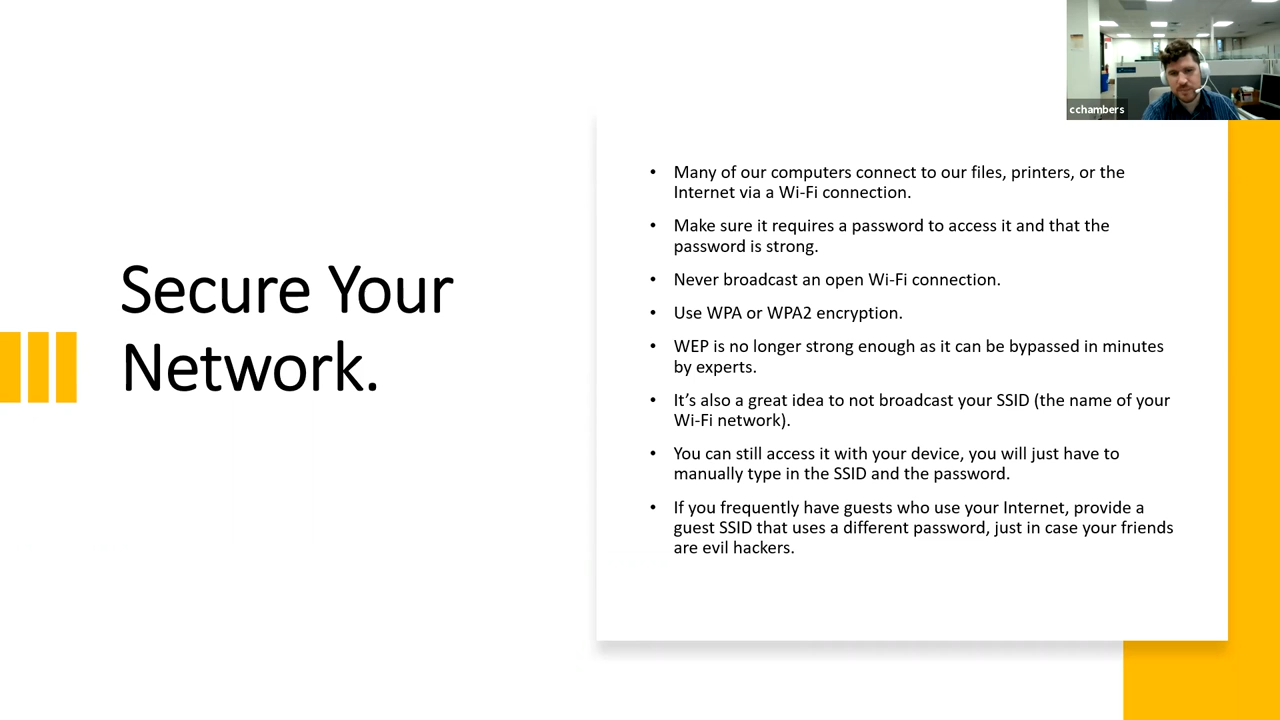 cchambers
Secure Your
Network.
• Many of our computers connect to our files, printers, or the
Internet via a Wi-Fi connection.
• Make sure it requires a password to access it and that the
password is strong.
• Never broadcast an open Wi-Fi connection.
• Use WPA or WPA2 encryption.
• WEP is no longer strong enough as it can be bypassed in minutes
by experts.
• It’s also a great idea to not broadcast your SSID (the name of your
Wi-Fi network).
• You can still access it with your device, you will just have to
manually type in the SSID and the password.
• If you frequently have guests who use your Internet, provide a
guest SSID that uses a different password, just in case your friends
are evil hackers.